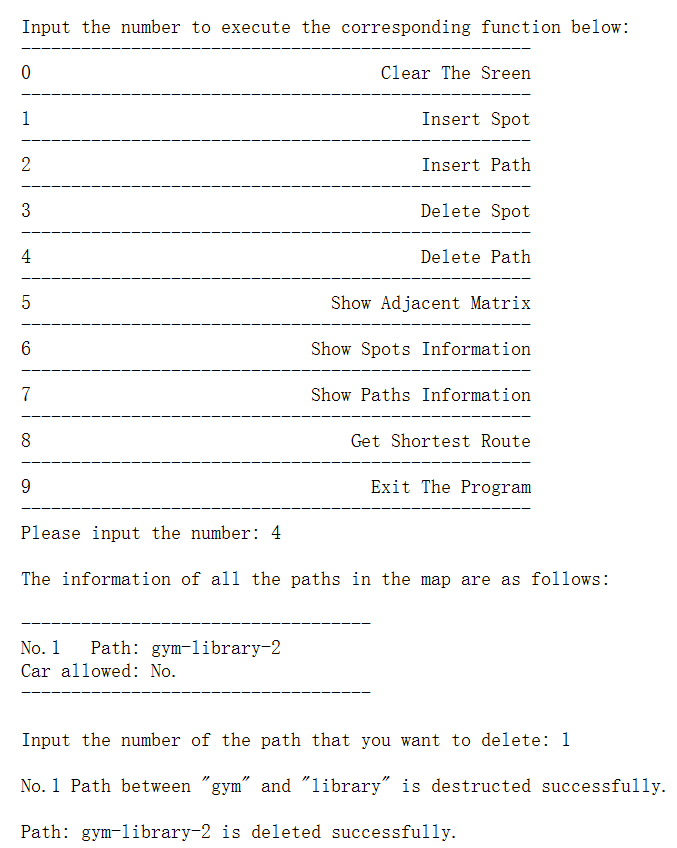 Input the number to execute the corresponding function below:
---------------------------------------------------
0 Clear The Sreen
---------------------------------------------------
1 Insert Spot
---------------------------------------------------
2 Insert Path
---------------------------------------------------
3 Delete Spot
---------------------------------------------------
4 Delete Path
---------------------------------------------------
5 Show Adjacent Matrix
---------------------------------------------------
6 Show Spots Information
---------------------------------------------------
7 Show Paths Information
---------------------------------------------------
8 Get Shortest Route
---------------------------------------------------
9 Exit The Program
---------------------------------------------------
Please input the number: 4
The information of all the paths in the map are as follows:
-----------------------------------
No.1 Path: gym-library-2
Car allowed: No.
-----------------------------------
Input the number of the path that you want to delete: 1
No.1 Path between "gym" and "library" is destructed successfully.
Path: gym-library-2 is deleted successfully.